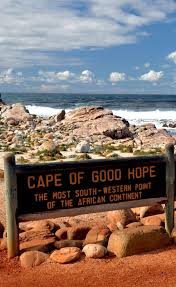 CAPE OF GOOD HOPE
THE MOST SOUTH-WESTERN POINT
OF THE AFRICAN CONTINENT